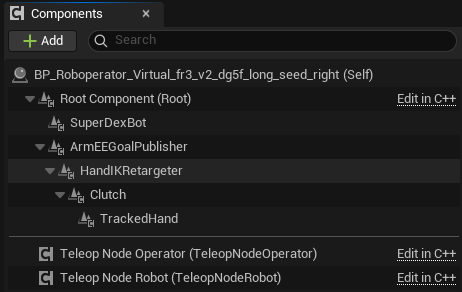 Components ×
+ Add Search
BP_Roboperator_Virtual_fr3_v2_dg5f_long_seed_right (Self)
Root Component (Root) Edit in C++
SuperDexBot
ArmEEGoalPublisher
HandIKRetargeter
Clutch
TrackedHand
Teleop Node Operator (TeleopNodeOperator) Edit in C++
Teleop Node Robot (TeleopNodeRobot) Edit in C++